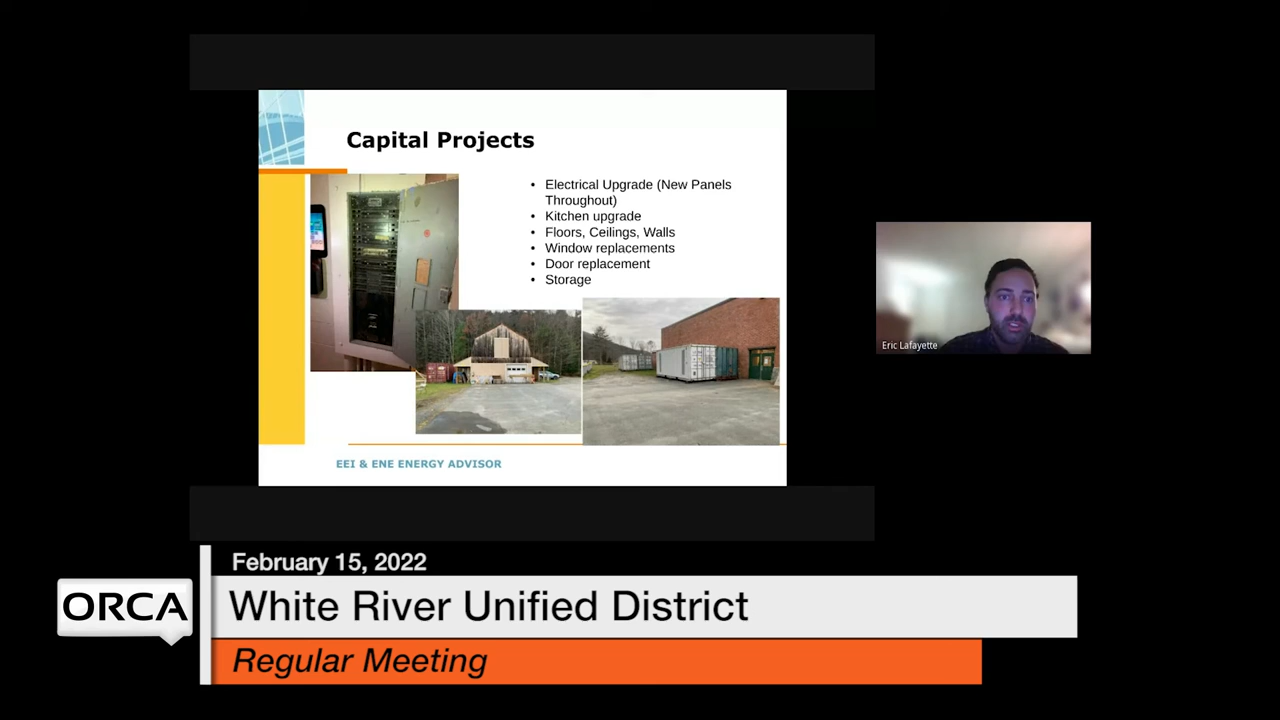 Capital Projects
• Electrical Upgrade (New Panels
Throughout)
• Kitchen upgrade
• Floors, Ceilings, Walls
• Window replacements
• Door replacement
• Storage
EEI & ENE ENERGY ADVISOR
Eric Lafayette
February 15, 2022
ORCA
White River Unified District
Regular Meeting